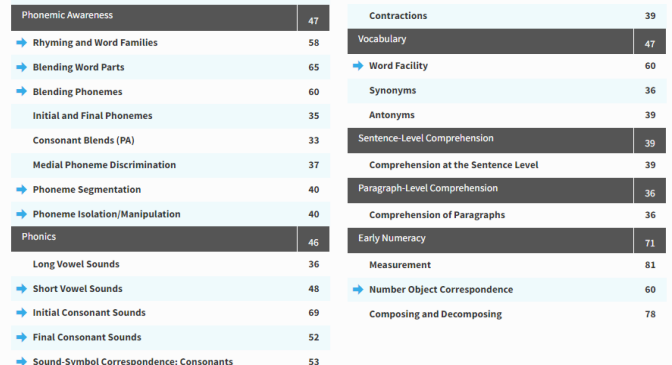 Phonemic Awareness 47
Rhyming and Word Families 58
Blending Word Parts 65
Blending Phonemes 60
Initial and Final Phonemes 35
Consonant Blends (PA) 33
Medial Phoneme Discrimination 37
Phoneme Segmentation 40
Phoneme Isolation/Manipulation 40
Phonics 46
Long Vowel Sounds 36
Short Vowel Sounds 48
Initial Consonant Sounds 69
Final Consonant Sounds 52
Sound-Symbol Correspondence: Consonants 53
Contractions 39
Vocabulary 47
Word Facility 60
Synonyms 36
Antonyms 39
Sentence-Level Comprehension 39
Comprehension at the Sentence Level 39
Paragraph-Level Comprehension 36
Comprehension of Paragraphs 36
Early Numeracy 71
Measurement 81
Number Object Correspondence 60
Composing and Decomposing 78